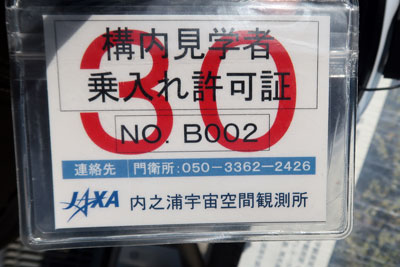 30
構内見学者
乗入れ許可証
NO. B002
連絡先 門衛所：050-3362-2426
JAXA 内之浦宇宙空間観測所